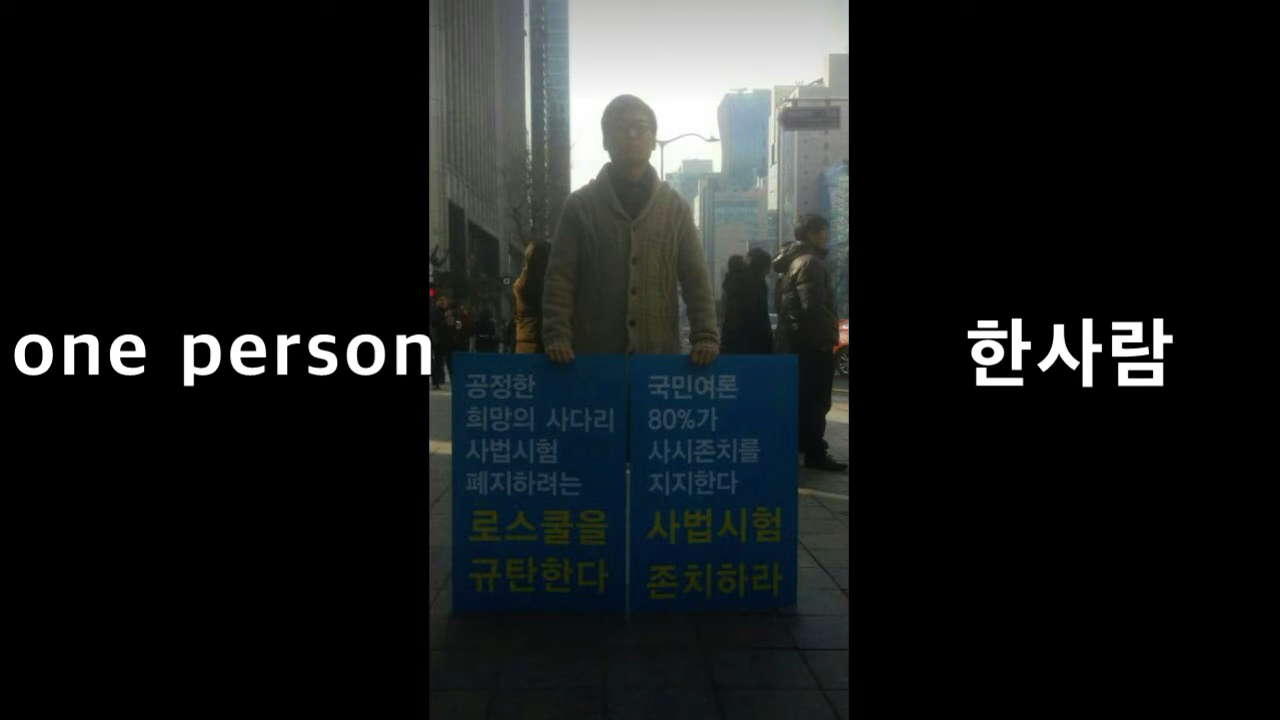 one person
공정한
희망의 사다리
사법시험
폐지하려는
로스쿨을
규탄한다
국민여론
80%가
사시존치를
지지한다
사법시험
존치하라
한사람